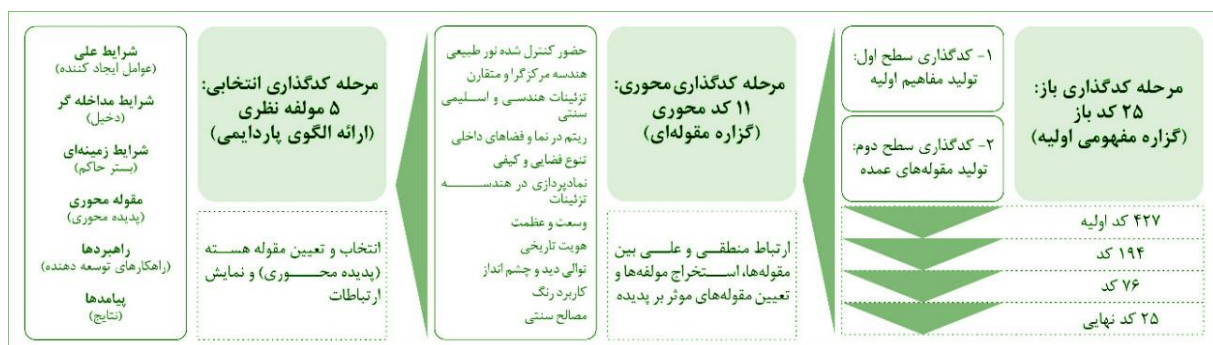 مرحله کدگذاری باز:
۲۵ کد باز
(گزاره مفهومی اولیه)
۱- کدگذاری سطح اول:
تولید مفاهیم اولیه
۲- کدگذاری سطح دوم:
تولید مقوله‌های عمده
۴۲۷ کد اولیه
۱۹۴ کد
۷۶ کد
۲۵ کد نهایی
مرحله کدگذاری محوری:
۱۱ کد محوری
(گزاره مقوله‌ای)
ارتباط منطقی و علی بین
مقوله‌ها، استخراج مولفه‌ها و
تعیین مقوله‌های موثر بر پدیده
حضور کنترل شده نور طبیعی
هندسه مرکزگرا و متقارن
تزئینات هندسی و اسلیمی
سنتی
ریتم در نما و فضاهای داخلی
تنوع فضایی و کیفی
نمادپردازی در هندسه
تزئینات
وسعت و عظمت
هویت تاریخی
توالی دید و چشم انداز
کاربرد رنگ
مصالح سنتی
مرحله کدگذاری انتخابی:
۵ مولفه نظری
(ارائه الگوی پاردایمی)
انتخاب و تعیین مقوله هسته
(پدیده محوری) و نمایش
ارتباطات
شرایط علی
(عوامل ایجاد کننده)
شرایط مداخله گر
(دخیل)
شرایط زمینه‌ای
(بستر حاکم)
مقوله محوری
(پدیده محوری)
راهبردها
(راهکارهای توسعه دهنده)
پیامدها
(نتایج)